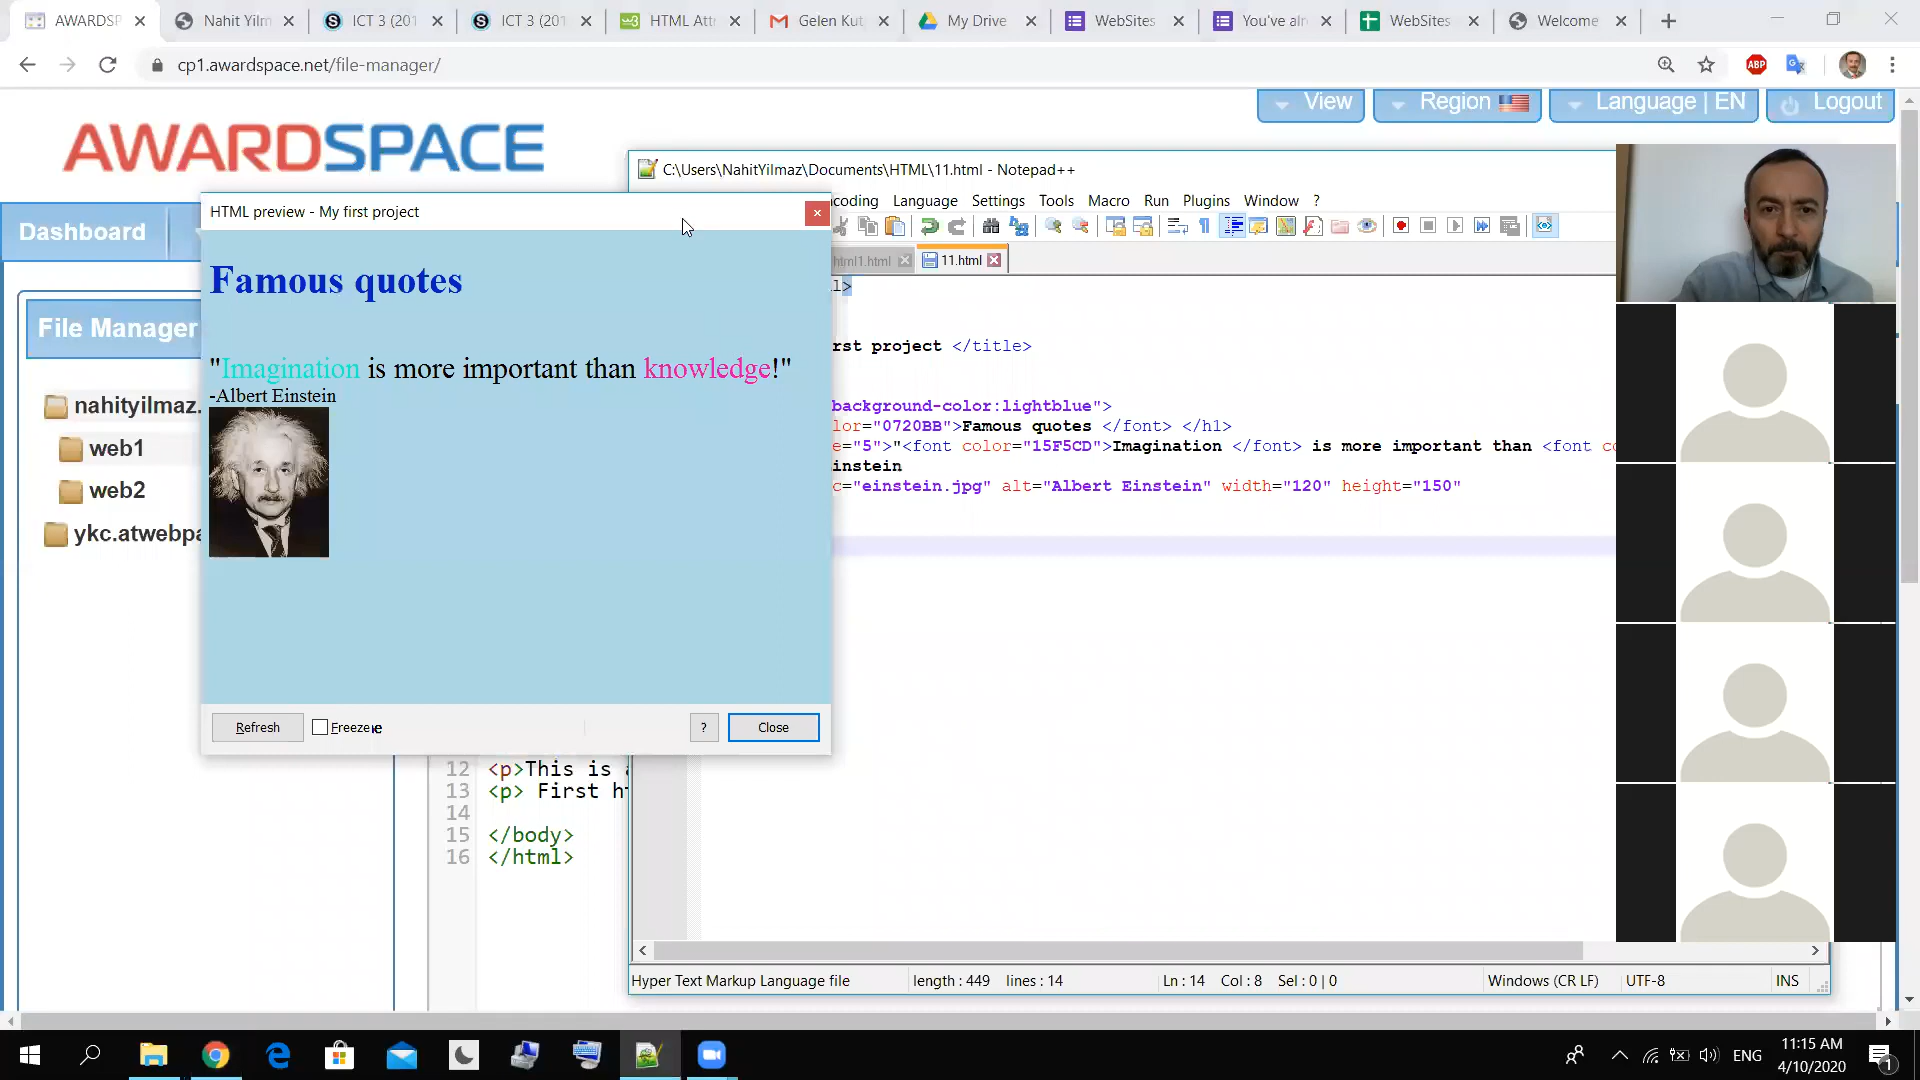 AWARDSP
Nahit Yilm
ICT 3 (201
ICT 3 (201
HTML Attr
Gelen Kut
My Drive
WebSites
You've alr
WebSites
Welcome
cp1.awardspace.net/file-manager/
ABP
View
Region
Language | EN
Logout
AWARDSPACE
Dashboard
File Manager
nahityilmaz.
web1
web2
ykc.atwebpa
C:\Users\NahitYilmaz\Documents\HTML\11.html - Notepad++
coding Language Settings Tools Macro Run Plugins Window ?
html1.html
11.html
l>
rst project </title>
background-color:lightblue">
olor="0720BB">Famous quotes </font> </h1>
e="5">"<font color="15F5CD">Imagination </font> is more important than <font co
instein
c="einstein.jpg" alt="Albert Einstein" width="120" height="150"
HTML preview - My first project
Famous quotes
"Imagination is more important than knowledge!"
-Albert Einstein
Refresh
Freeze
?
Close
12 <p>This is a
13 <p> First ht
14
15 </body>
16 </html>
Hyper Text Markup Language file
length : 449 lines : 14
Ln : 14 Col : 8 Sel : 0 | 0
Windows (CR LF)
UTF-8
INS
ENG
11:15 AM
4/10/2020
1